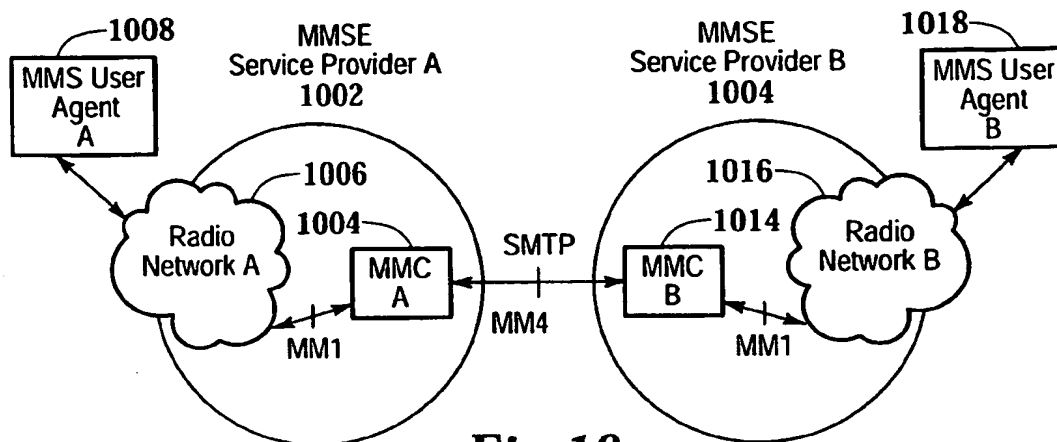 1008
MMS User
Agent
A
MMSE
Service Provider A
1002
MMSE
Service Provider B
1004
1018
MMS User
Agent
B
1006
Radio
Network A
1004
MMC
A
MM1
SMTP
MM4
1014
MMC
B
MM1
1016
Radio
Network B
Fig. 10